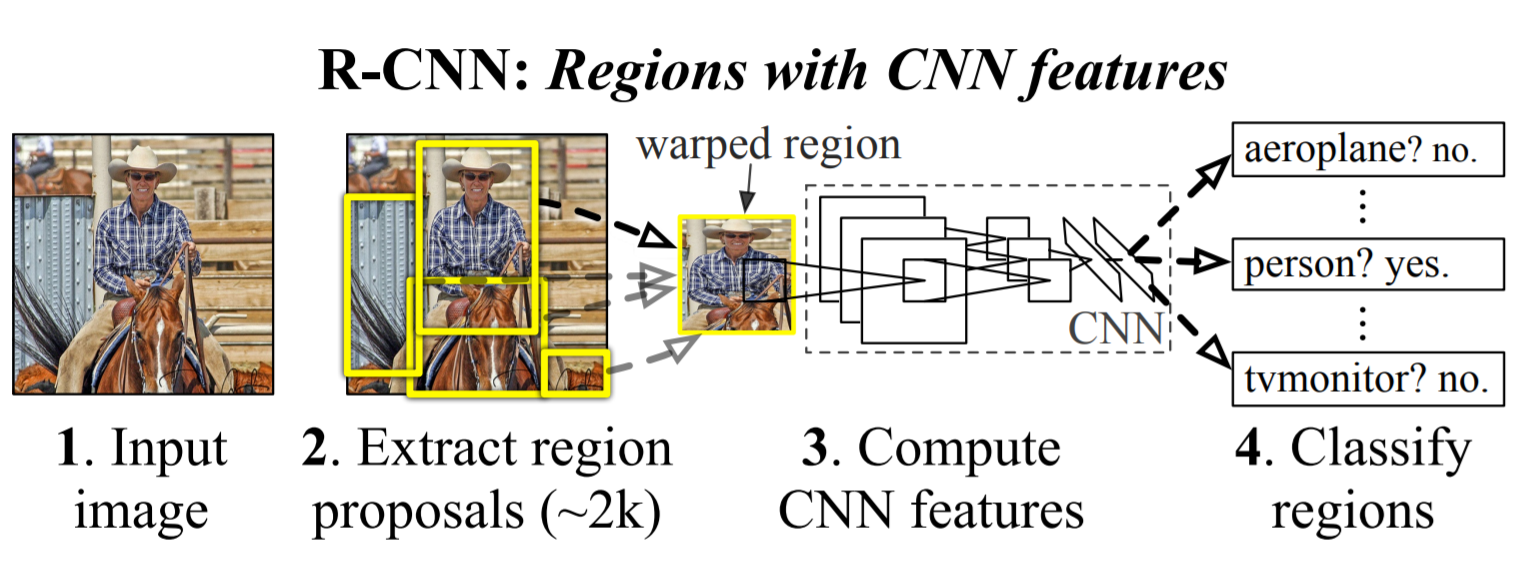 R-CNN: Regions with CNN features
warped region
aeroplane? no.
⋮
person? yes.
⋮
tvmonitor? no.
CNN
1. Input
image
2. Extract region
proposals (~2k)
3. Compute
CNN features
4. Classify
regions